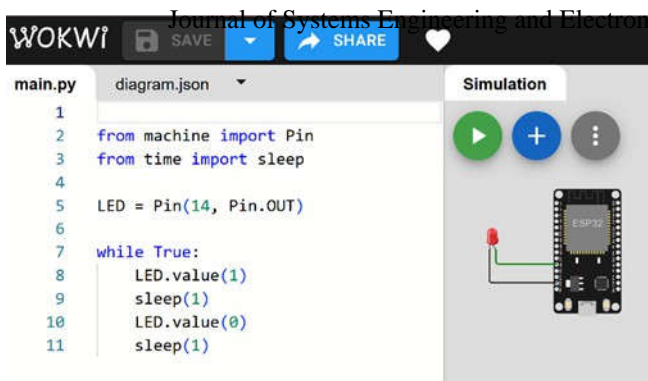 Journal of Systems Engineering and Electron
WOKWI SAVE SHARE
main.py diagram.json Simulation
1
2 from machine import Pin
3 from time import sleep
4
5 LED = Pin(14, Pin.OUT)
6
7 while True:
8 LED.value(1)
9 sleep(1)
10 LED.value(0)
11 sleep(1)
ESP32